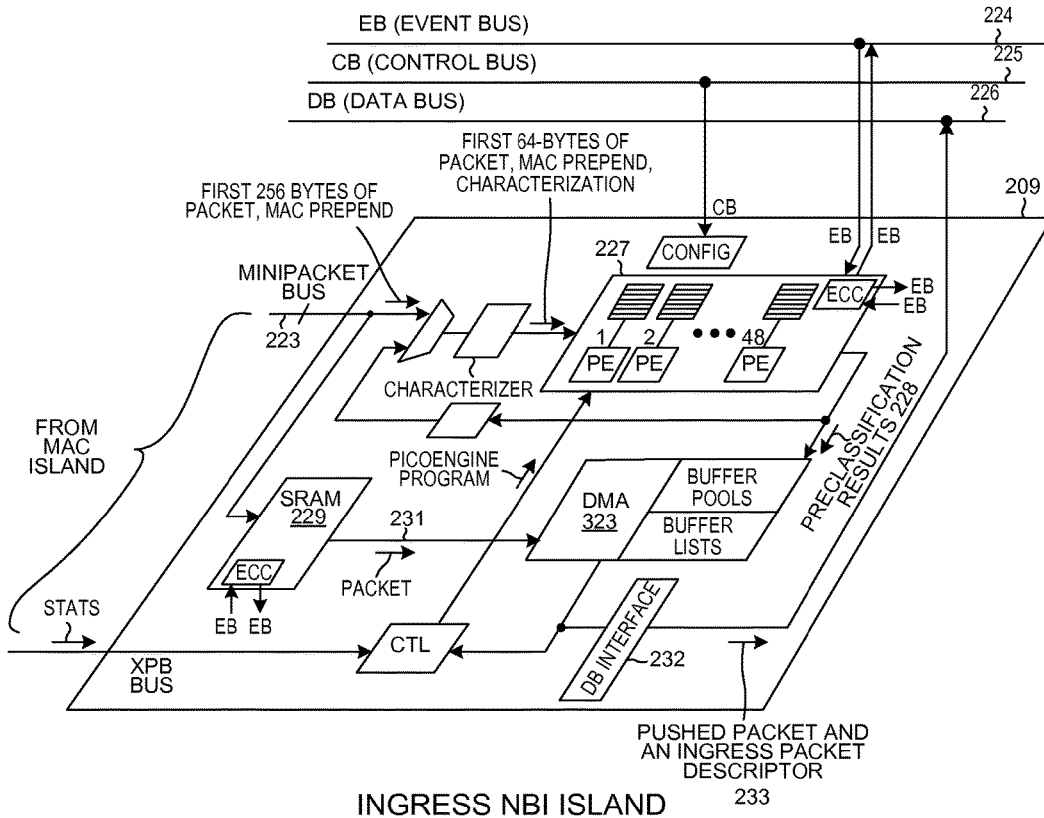 EB (EVENT BUS)
224
CB (CONTROL BUS)
225
DB (DATA BUS)
226
FIRST 64-BYTES OF
PACKET, MAC PREPEND,
CHARACTERIZATION
FIRST 256 BYTES OF
PACKET, MAC PREPEND
209
CB
EB
EB
227
CONFIG
MINIPACKET
BUS
223
ECC
EB
EB
1
2
48
PE
PE
PE
CHARACTERIZER
FROM
MAC
ISLAND
PRECLASSIFICATION
RESULTS 228
PICOENGINE
PROGRAM
SRAM
229
231
DMA
323
BUFFER
POOLS
BUFFER
LISTS
PACKET
ECC
EB
EB
STATS
CTL
DB INTERFACE
232
XPB
BUS
PUSHED PACKET AND
AN INGRESS PACKET
DESCRIPTOR
233
INGRESS NBI ISLAND